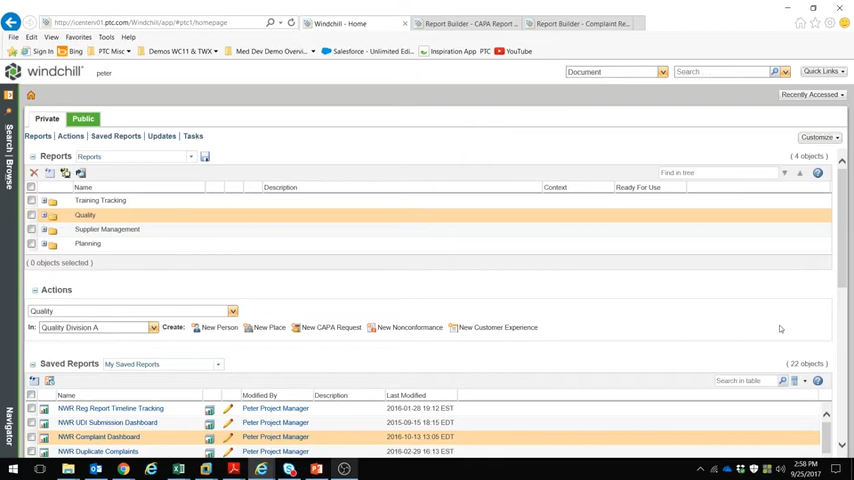 http://centerv01.ptc.com/Windchill/app/#ptc1/homepage
Windchill - Home
Report Builder - CAPA Report ...
Report Builder - Complaint Re...
File Edit View Favorites Tools Help
Sign In Bing PTC Misc Demos WC11 & TWX Med Dev Demo Overvi... Salesforce - Unlimited Edi... Inspiration App PTC YouTube
windchill peter Document Search ... Quick Links
Recently Accessed
Private Public
Reports Actions Saved Reports Updates Tasks
Customize
Reports Reports ( 4 objects )
Find in tree
Name Description Context Ready For Use
Training Tracking
Quality
Supplier Management
Planning
( 0 objects selected )
Actions
Quality
In: Quality Division A Create: New Person New Place New CAPA Request New Nonconformance New Customer Experience
Saved Reports My Saved Reports ( 22 objects )
Search in table
Name Modified By Description Last Modified
NWR Reg Report Timeline Tracking Peter Project Manager 2016-01-28 19:12 EST
NWR UDI Submission Dashboard Peter Project Manager 2015-09-15 18:15 EDT
NWR Complaint Dashboard Peter Project Manager 2016-10-13 13:05 EDT
NWR Duplicate Complaints Peter Project Manager 2016-02-29 16:13 EST
Search | Browse
Navigator
2:58 PM
9/25/2017